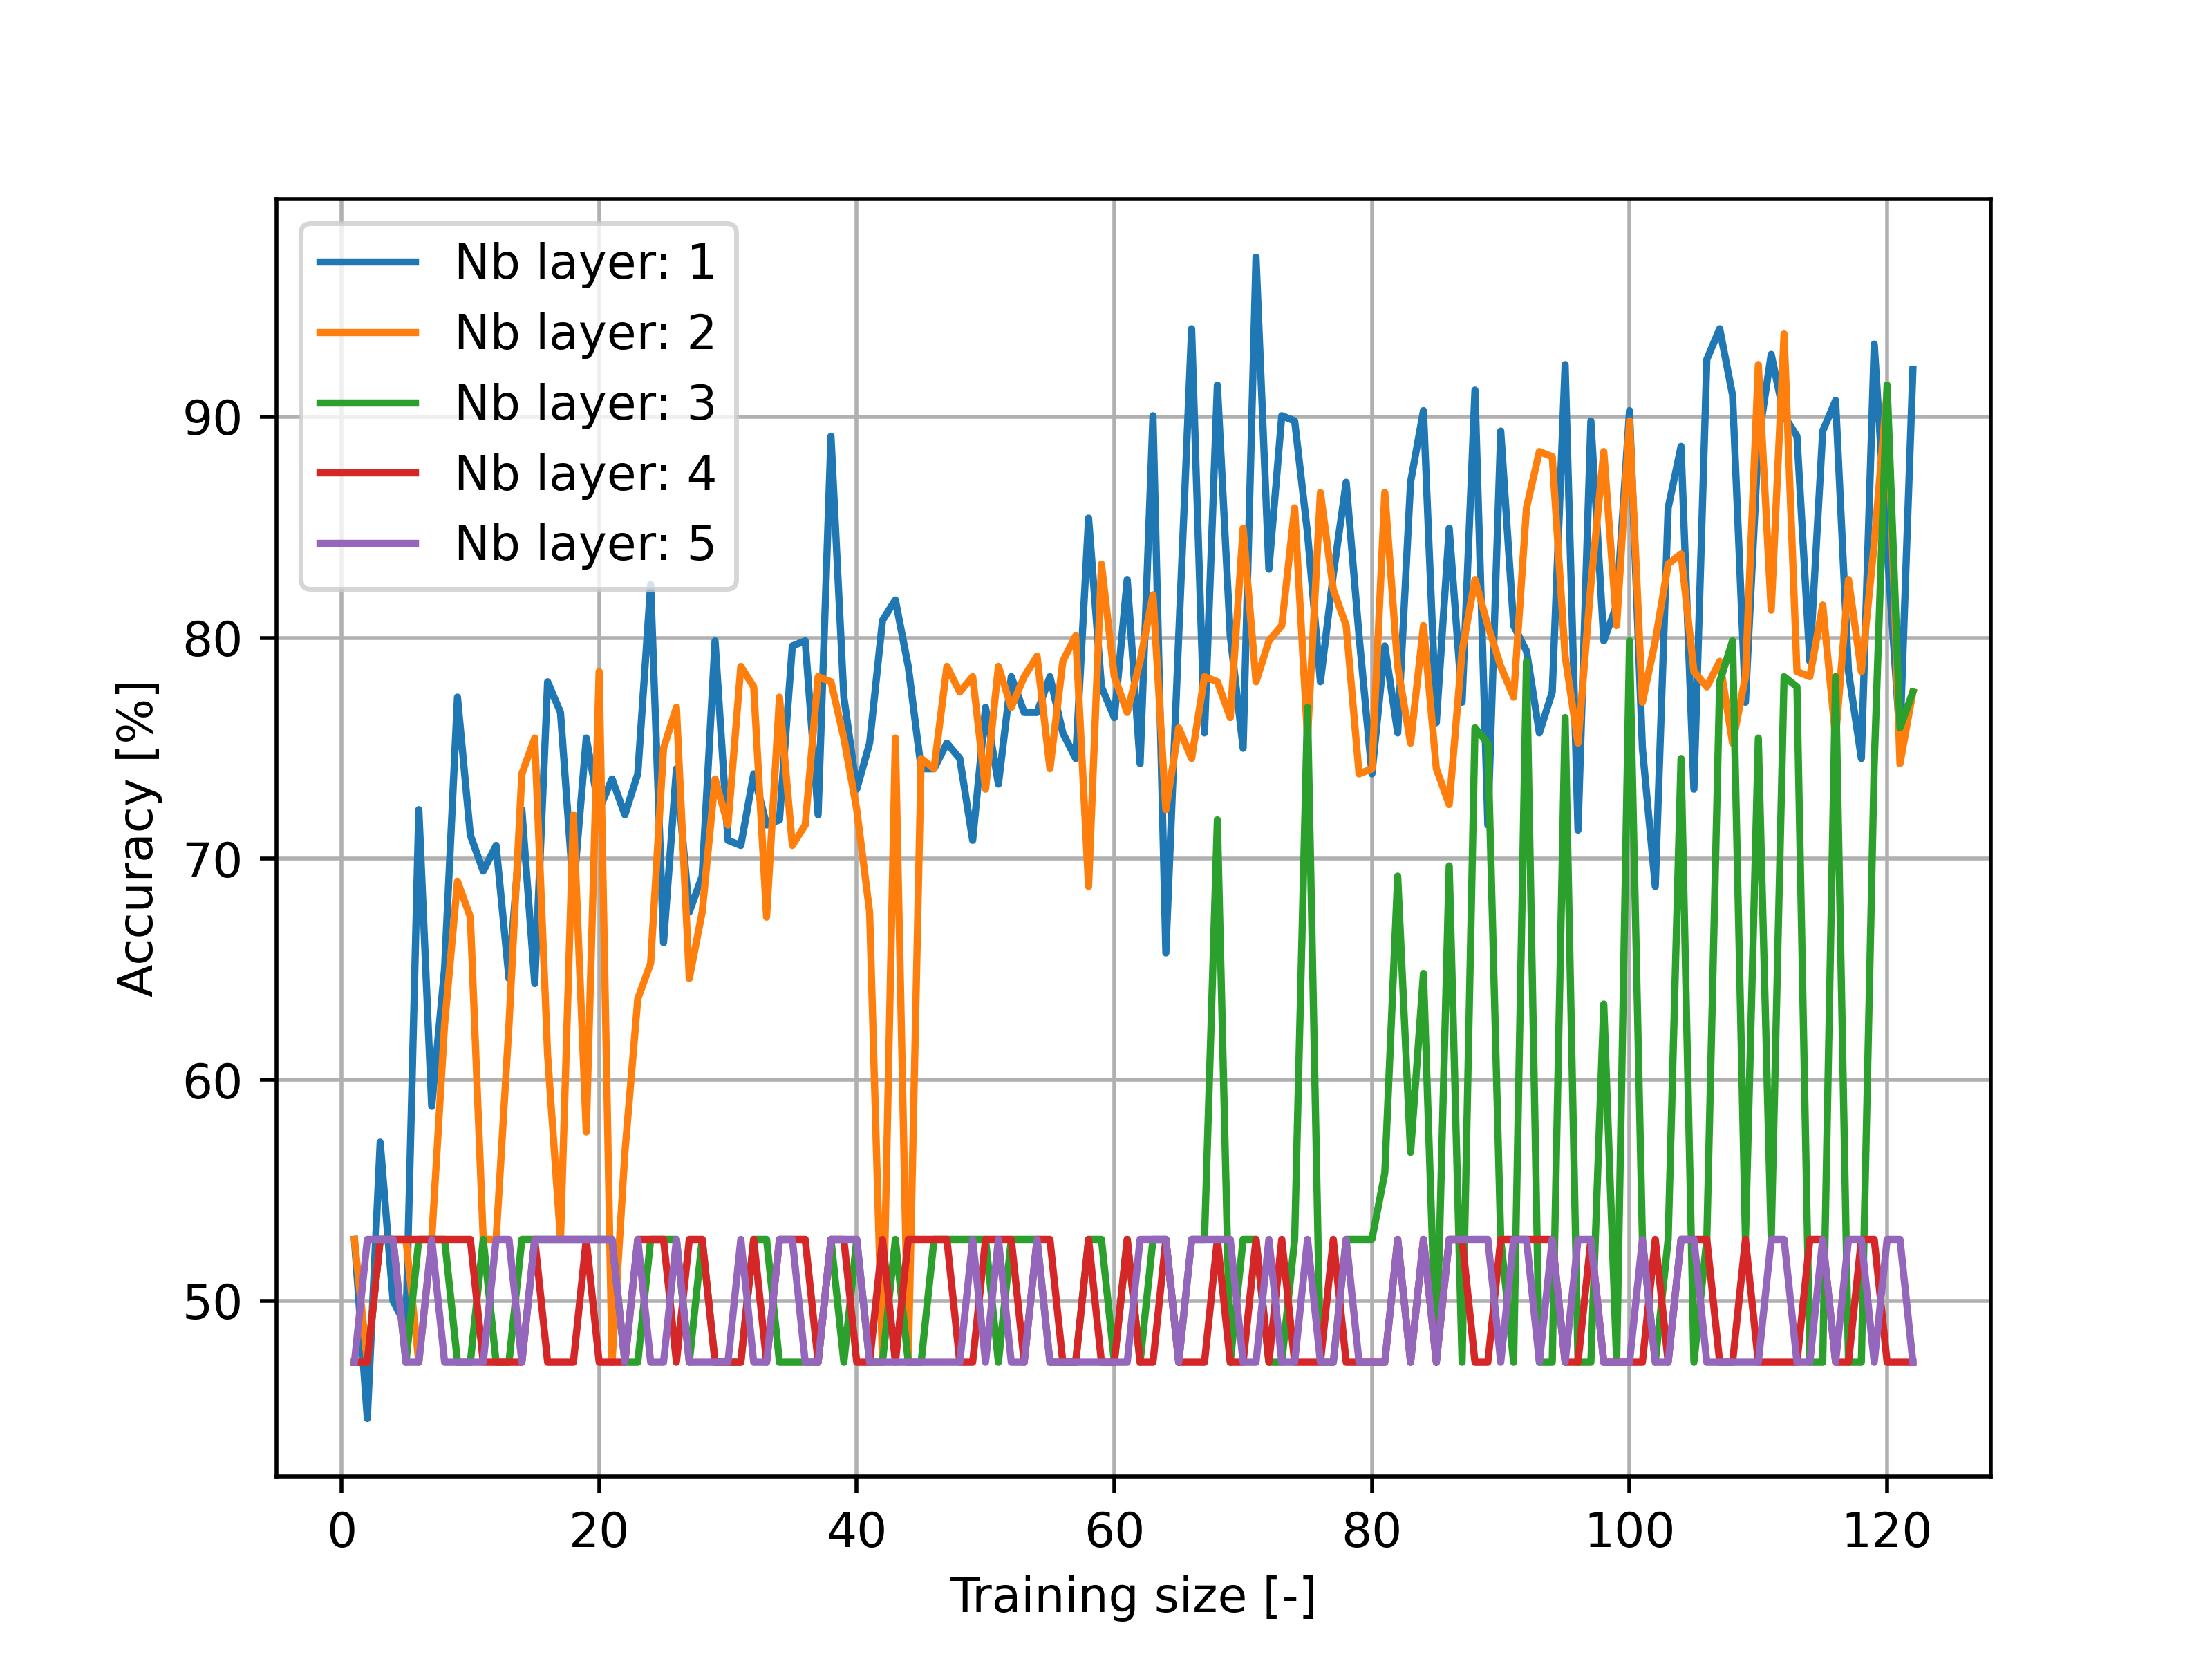 Nb layer: 1
Nb layer: 2
Nb layer: 3
Nb layer: 4
Nb layer: 5
90
80
70
60
50
Accuracy [%]
0 20 40 60 80 100 120
Training size [-]